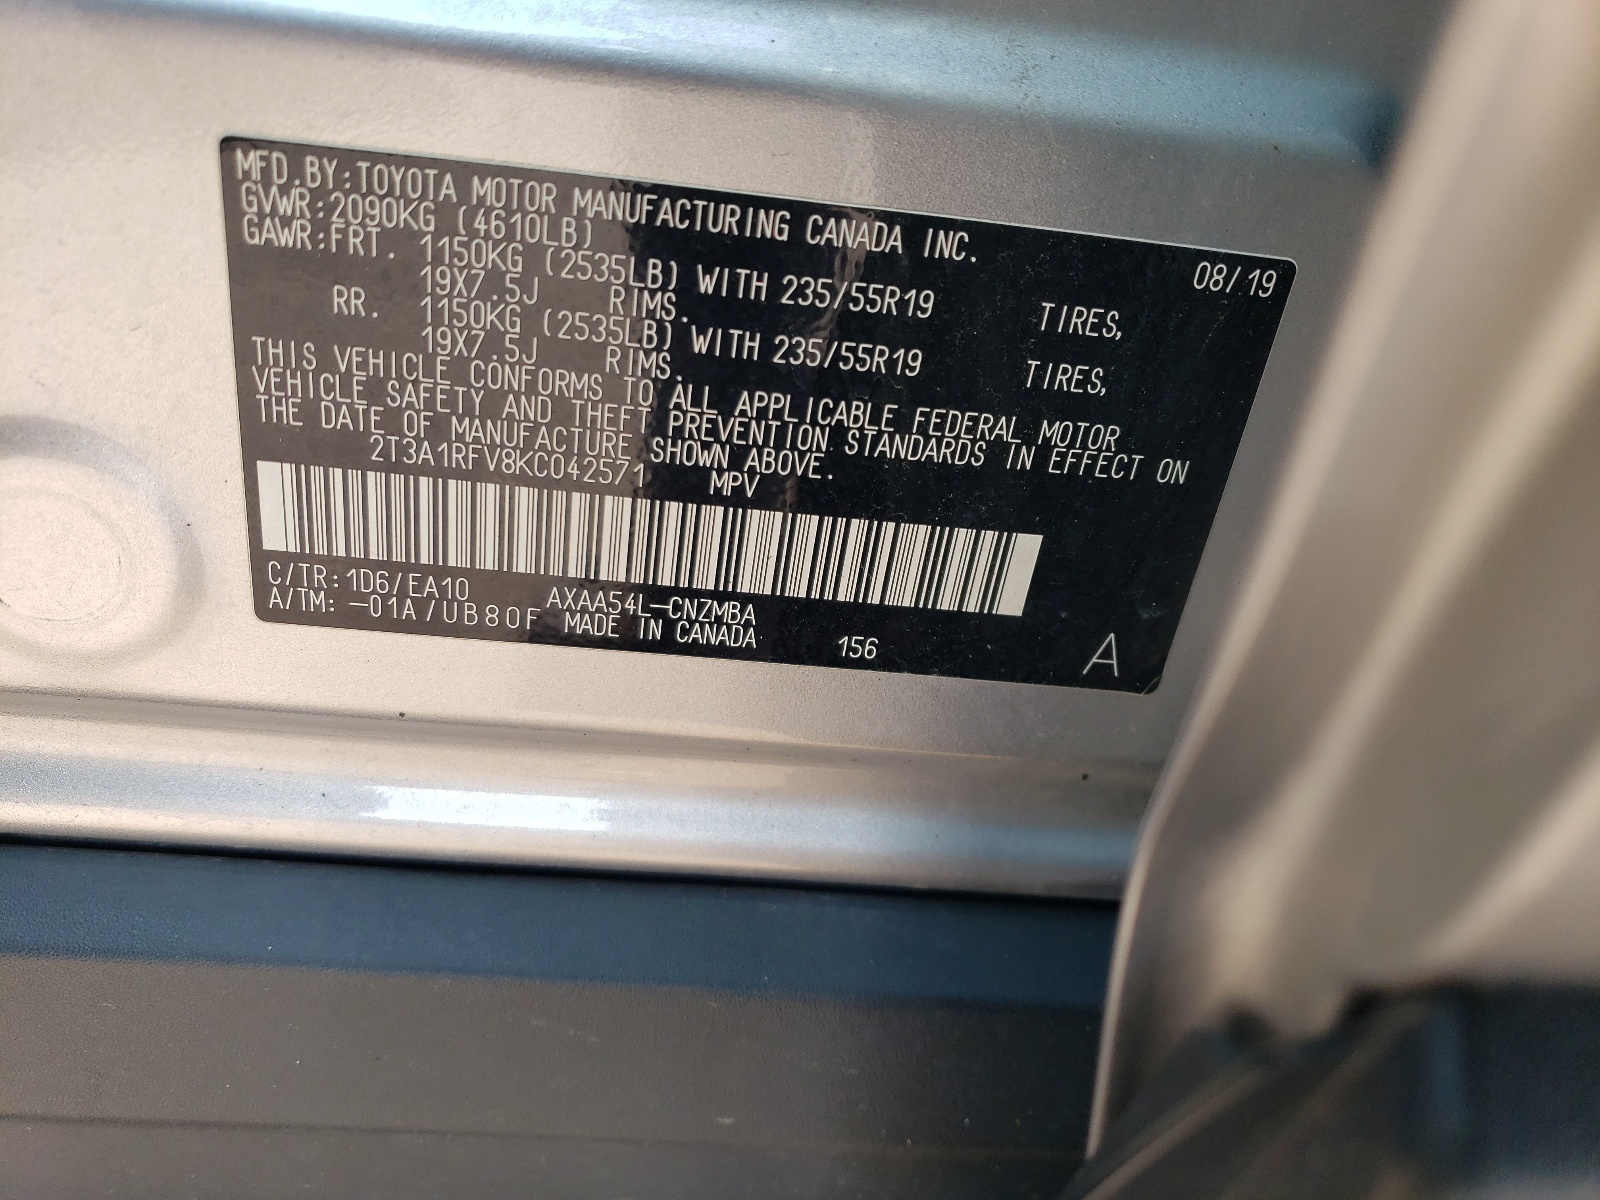 MFD.BY:TOYOTA MOTOR MANUFACTURING CANADA INC. 08/19
GVWR:2090KG (4610LB)
GAWR:FRT. 1150KG (2535LB) WITH 235/55R19 TIRES,
19X7.5J RIMS.
RR. 1150KG (2535LB) WITH 235/55R19 TIRES,
19X7.5J RIMS.
THIS VEHICLE CONFORMS TO ALL APPLICABLE FEDERAL MOTOR
VEHICLE SAFETY AND THEFT PREVENTION STANDARDS IN EFFECT ON
THE DATE OF MANUFACTURE SHOWN ABOVE.
2T3A1RFV8KC042571 MPV
C/TR:1D6/EA10 AXAA54L-CNZMBA
A/TM: -01A/UB80F MADE IN CANADA 156 A